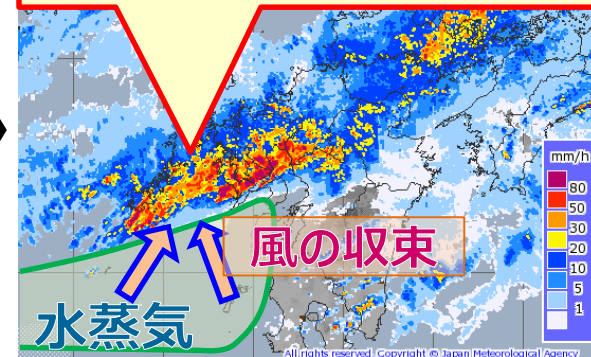 mm/h
80
50
30
20
10
5
1
風の収束
水蒸気
All rights reserved. Copyright © Japan Meteorological Agency